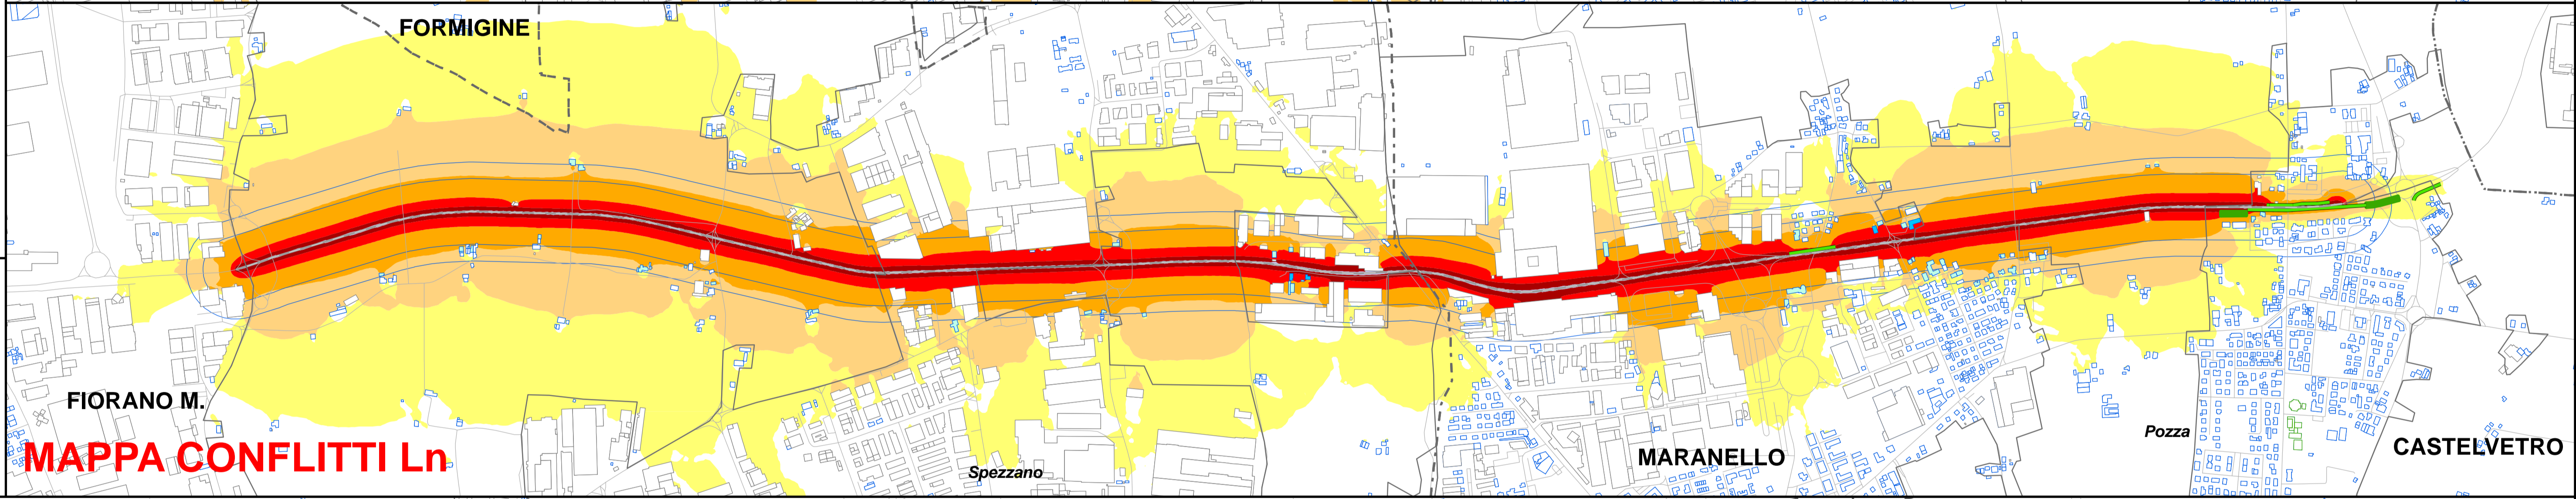 FORMIGINE
FIORANO M.
MAPPA CONFLITTI Ln
Spezzano
MARANELLO
Pozza
CASTELVETRO